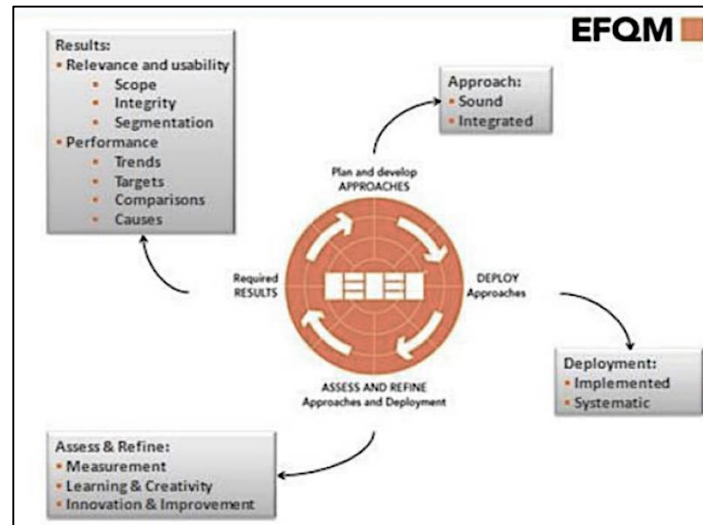 EFQM
Results:
Relevance and usability
Scope
Integrity
Segmentation
Performance
Trends
Targets
Comparisons
Causes
Approach:
Sound
Integrated
Plan and develop
APPROACHES
Required
RESULTS
DEPLOY
Approaches
ASSESS AND REFINE
Approaches and Deployment
Deployment:
Implemented
Systematic
Assess & Refine:
Measurement
Learning & Creativity
Innovation & Improvement